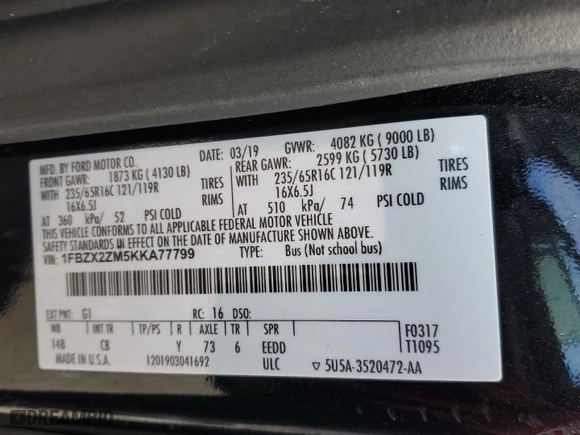 MFD. BY FORD MOTOR CO. DATE: 03/19 GVWR: 4082 KG ( 9000 LB)
FRONT GAWR: 1873 KG ( 4130 LB) REAR GAWR: 2599 KG ( 5730 LB)
WITH 235/65R16C 121/119R TIRES WITH 235/65R16C 121/119R TIRES
16X6.5J RIMS 16X6.5J RIMS
AT 360 kPa/ 52 PSI COLD AT 510 kPa/ 74 PSI COLD
THIS VEHICLE CONFORMS TO ALL APPLICABLE FEDERAL MOTOR VEHICLE
SAFETY STANDARDS IN EFFECT ON THE DATE OF MANUFACTURE SHOWN ABOVE.
VIN: 1FBZX2ZM5KKA77799 TYPE: Bus (Not school bus)
EXT PNT: G1 RC: 16 DSO:
WB INT TR TP/PS R AXLE TR SPR F0317
148 CB Y 73 6 EEDD T1095
MADE IN U.S.A. 1201903041692 ULC ▽ 5U5A-3520472-AA
DREAMBID